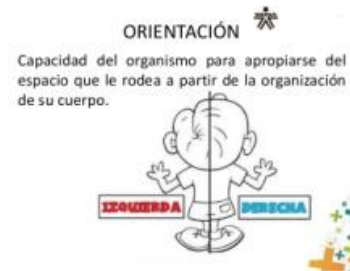 ORIENTACIÓN
Capacidad del organismo para apropiarse del
espacio que le rodea a partir de la organización
de su cuerpo.
IZQUIERDA
DERECHA